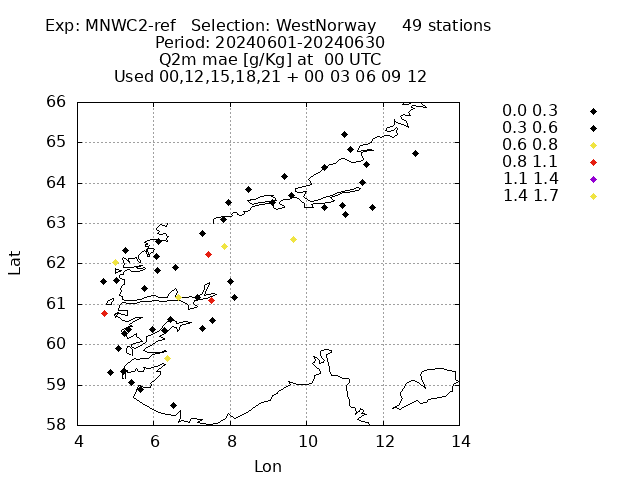 Exp: MNWC2-ref   Selection: WestNorway     49 stations
Period: 20240601-20240630
Q2m mae [g/Kg] at  00 UTC
Used 00,12,15,18,21 + 00 03 06 09 12
0.0 0.3
0.3 0.6
0.6 0.8
0.8 1.1
1.1 1.4
1.4 1.7
66
65
64
63
62
61
60
59
58
Lat
4 6 8 10 12 14
Lon